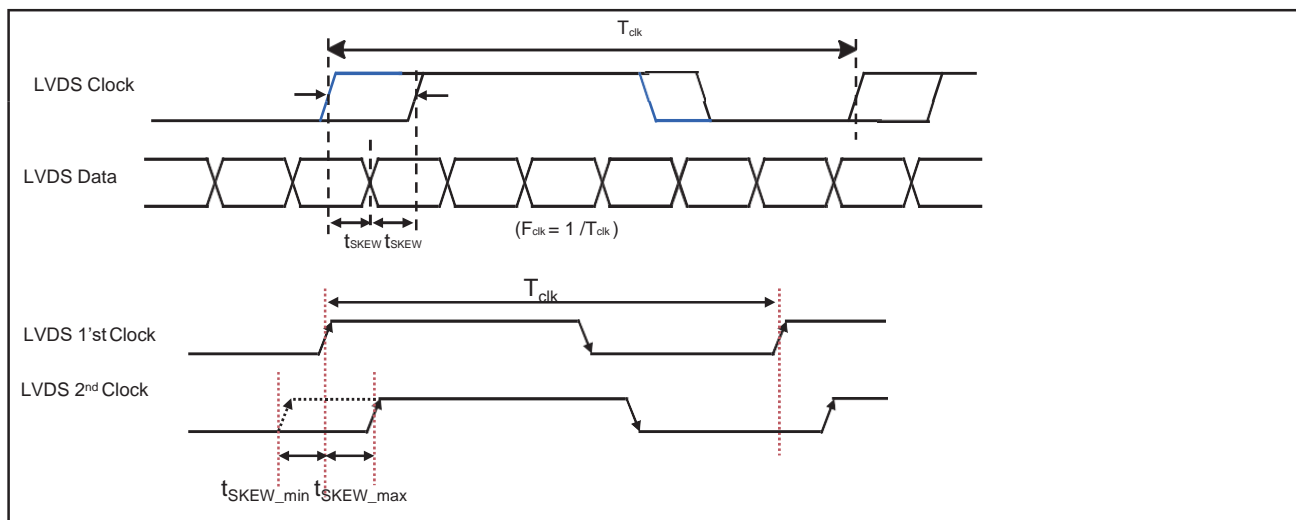 Tclk
LVDS Clock
LVDS Data
tSKEW tSKEW
(Fclk = 1 /Tclk)
Tclk
LVDS 1'st Clock
LVDS 2nd Clock
tSKEW_min tSKEW_max